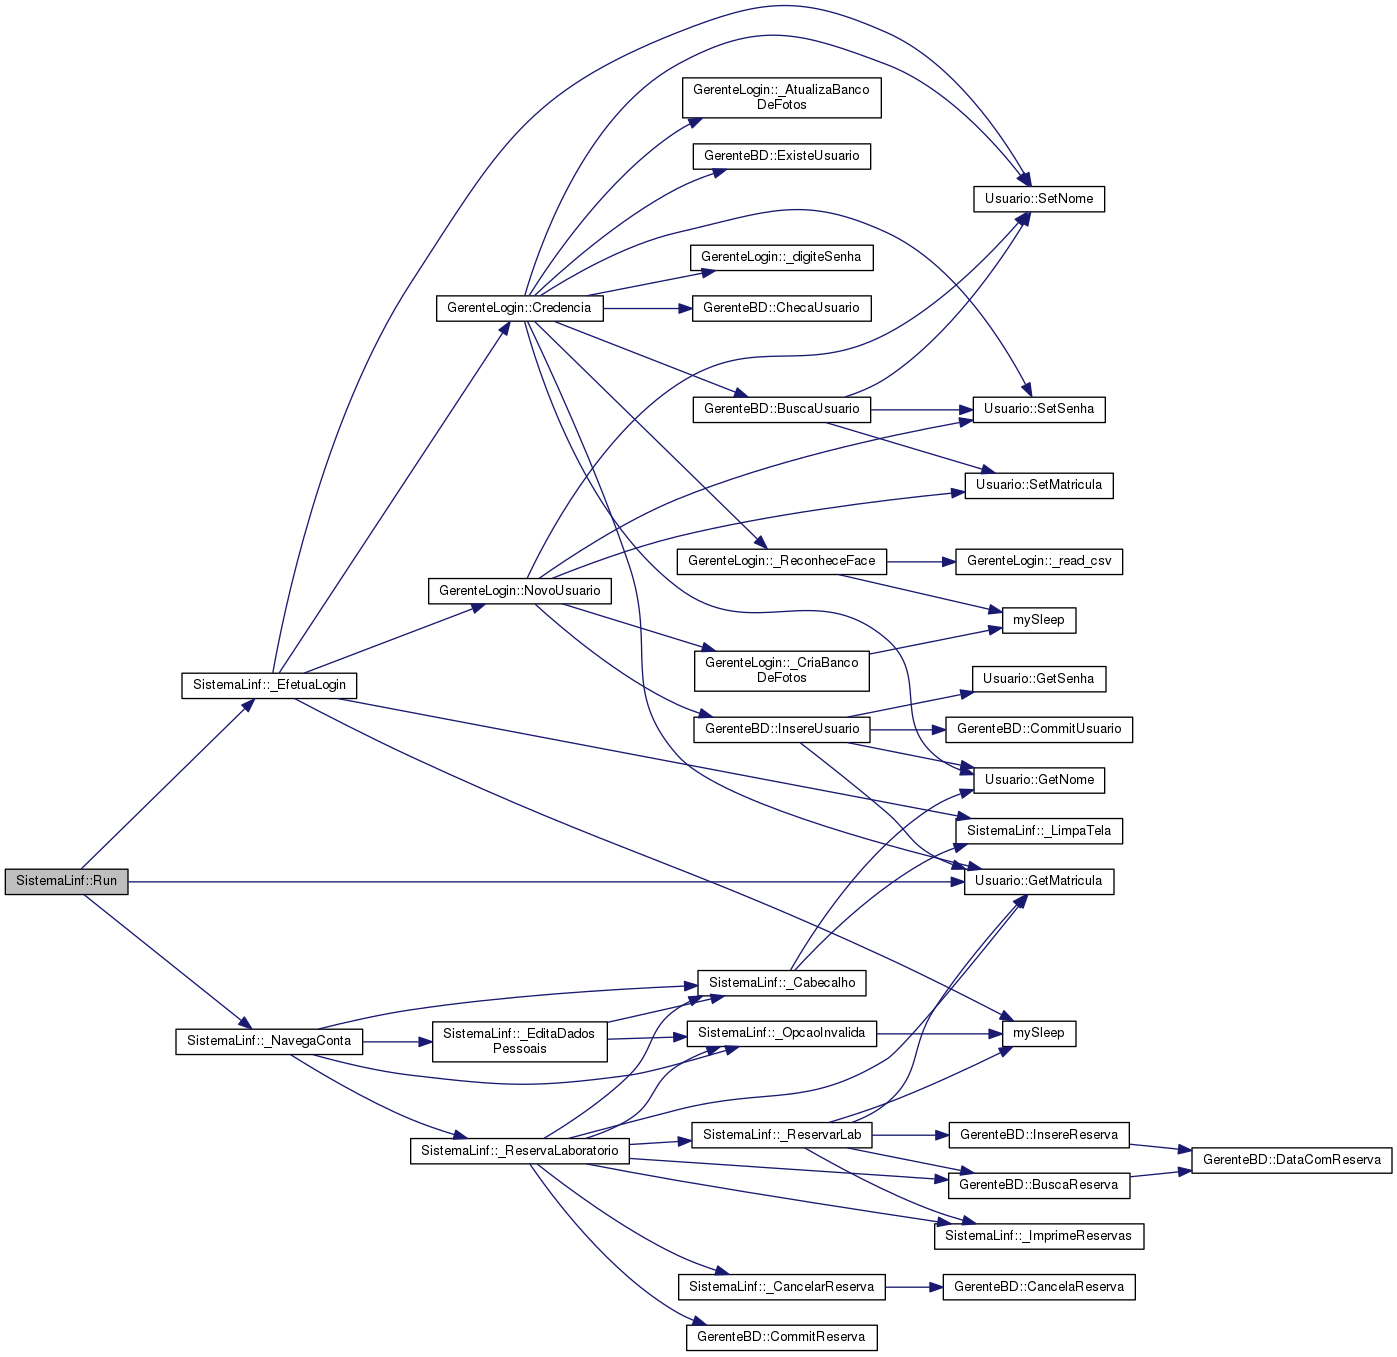 GerenteLogin::_AtualizaBanco
DeFotos
GerenteBD::ExisteUsuario
Usuario::SetNome
GerenteLogin::_digiteSenha
GerenteLogin::Credencia
GerenteBD::ChecaUsuario
GerenteBD::BuscaUsuario
Usuario::SetSenha
Usuario::SetMatricula
GerenteLogin::_ReconheceFace
GerenteLogin::_read_csv
GerenteLogin::NovoUsuario
mySleep
GerenteLogin::_CriaBanco
DeFotos
Usuario::GetSenha
SistemaLinf::_EfetuaLogin
GerenteBD::InsereUsuario
GerenteBD::CommitUsuario
Usuario::GetNome
SistemaLinf::_LimpaTela
SistemaLinf::Run
Usuario::GetMatricula
SistemaLinf::_Cabecalho
SistemaLinf::_NavegaConta
SistemaLinf::_EditaDados
Pessoais
SistemaLinf::_OpcaoInvalida
mySleep
SistemaLinf::_ReservaLaboratorio
SistemaLinf::_ReservarLab
GerenteBD::InsereReserva
GerenteBD::DataComReserva
GerenteBD::BuscaReserva
SistemaLinf::_ImprimeReservas
SistemaLinf::_CancelarReserva
GerenteBD::CancelaReserva
GerenteBD::CommitReserva